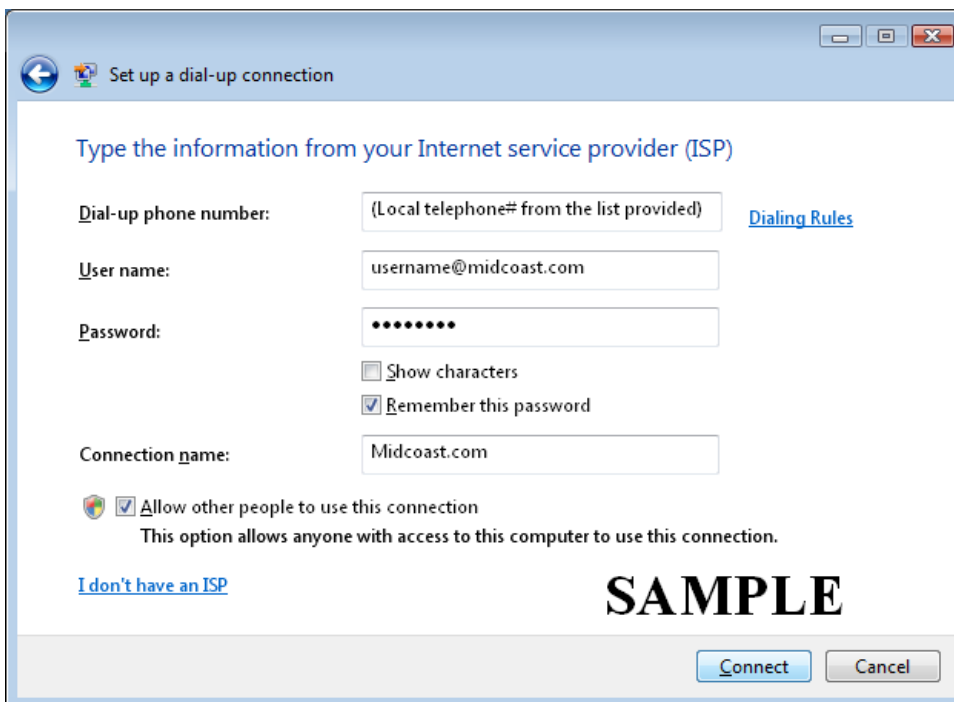 Set up a dial-up connection
Type the information from your Internet service provider (ISP)
Dial-up phone number: (Local telephone# from the list provided) Dialing Rules
User name: username@midcoast.com
Password: ••••••••
Show characters
Remember this password
Connection name: Midcoast.com
Allow other people to use this connection
This option allows anyone with access to this computer to use this connection.
I don't have an ISP
SAMPLE
Connect Cancel